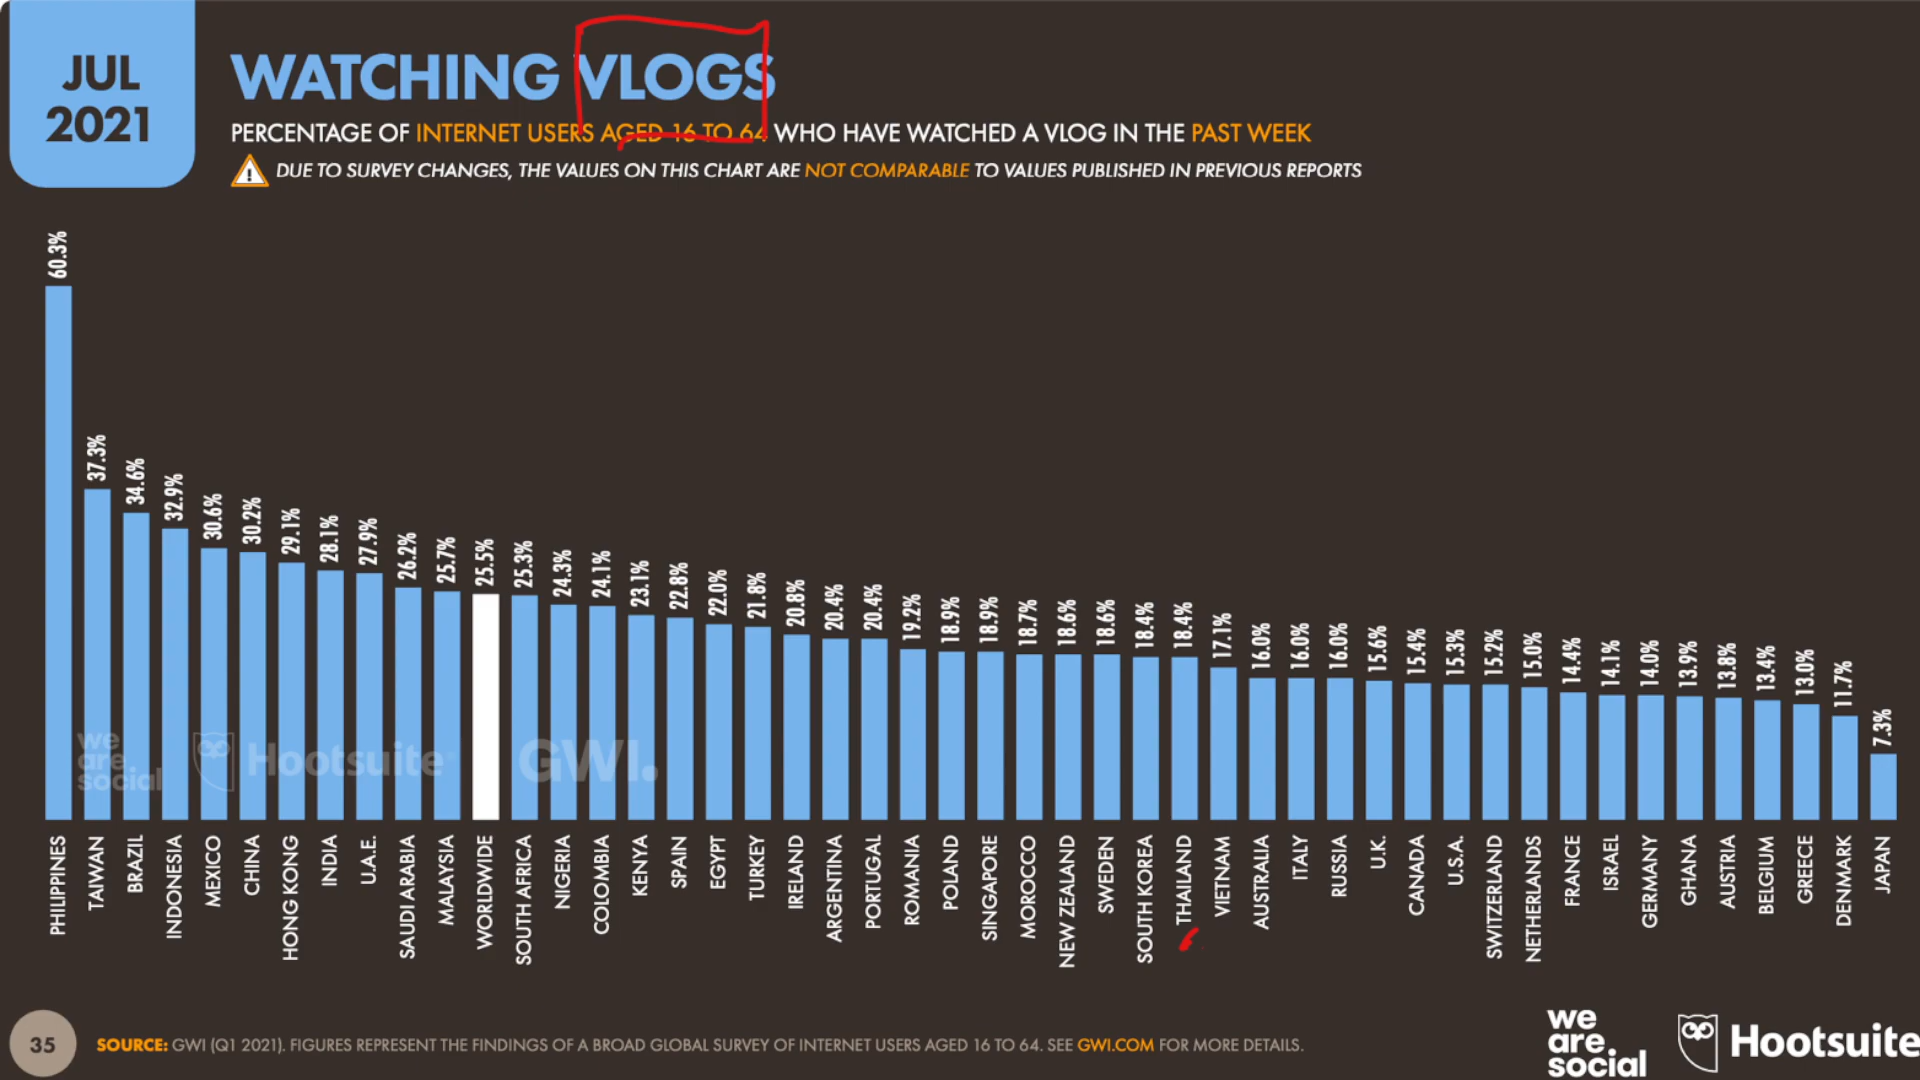 JUL
2021
WATCHING VLOGS
PERCENTAGE OF INTERNET USERS AGED 16 TO 64 WHO HAVE WATCHED A VLOG IN THE PAST WEEK
DUE TO SURVEY CHANGES, THE VALUES ON THIS CHART ARE NOT COMPARABLE TO VALUES PUBLISHED IN PREVIOUS REPORTS
60.3%
37.3%
34.6%
32.9%
30.6%
30.2%
29.1%
28.1%
27.9%
26.2%
25.7%
25.5%
25.3%
24.3%
24.1%
23.1%
22.8%
22.0%
21.8%
20.8%
20.4%
20.4%
19.2%
18.9%
18.9%
18.7%
18.6%
18.6%
18.4%
18.4%
17.1%
16.0%
16.0%
16.0%
15.6%
15.4%
15.3%
15.2%
15.0%
14.4%
14.1%
14.0%
13.9%
13.8%
13.4%
13.0%
11.7%
7.3%
we
are.
social
Hootsuite
GWI.
PHILIPPINES
TAIWAN
BRAZIL
INDONESIA
MEXICO
CHINA
HONG KONG
INDIA
U.A.E.
SAUDI ARABIA
MALAYSIA
WORLDWIDE
SOUTH AFRICA
NIGERIA
COLOMBIA
KENYA
SPAIN
EGYPT
TURKEY
IRELAND
ARGENTINA
PORTUGAL
ROMANIA
POLAND
SINGAPORE
MOROCCO
NEW ZEALAND
SWEDEN
SOUTH KOREA
THAILAND
VIETNAM
AUSTRALIA
ITALY
RUSSIA
U.K.
CANADA
U.S.A.
SWITZERLAND
NETHERLANDS
FRANCE
ISRAEL
GERMANY
GHANA
AUSTRIA
BELGIUM
GREECE
DENMARK
JAPAN
35
SOURCE: GWI (Q1 2021). FIGURES REPRESENT THE FINDINGS OF A BROAD GLOBAL SURVEY OF INTERNET USERS AGED 16 TO 64. SEE GWI.COM FOR MORE DETAILS.
we
are.
social
Hootsuite